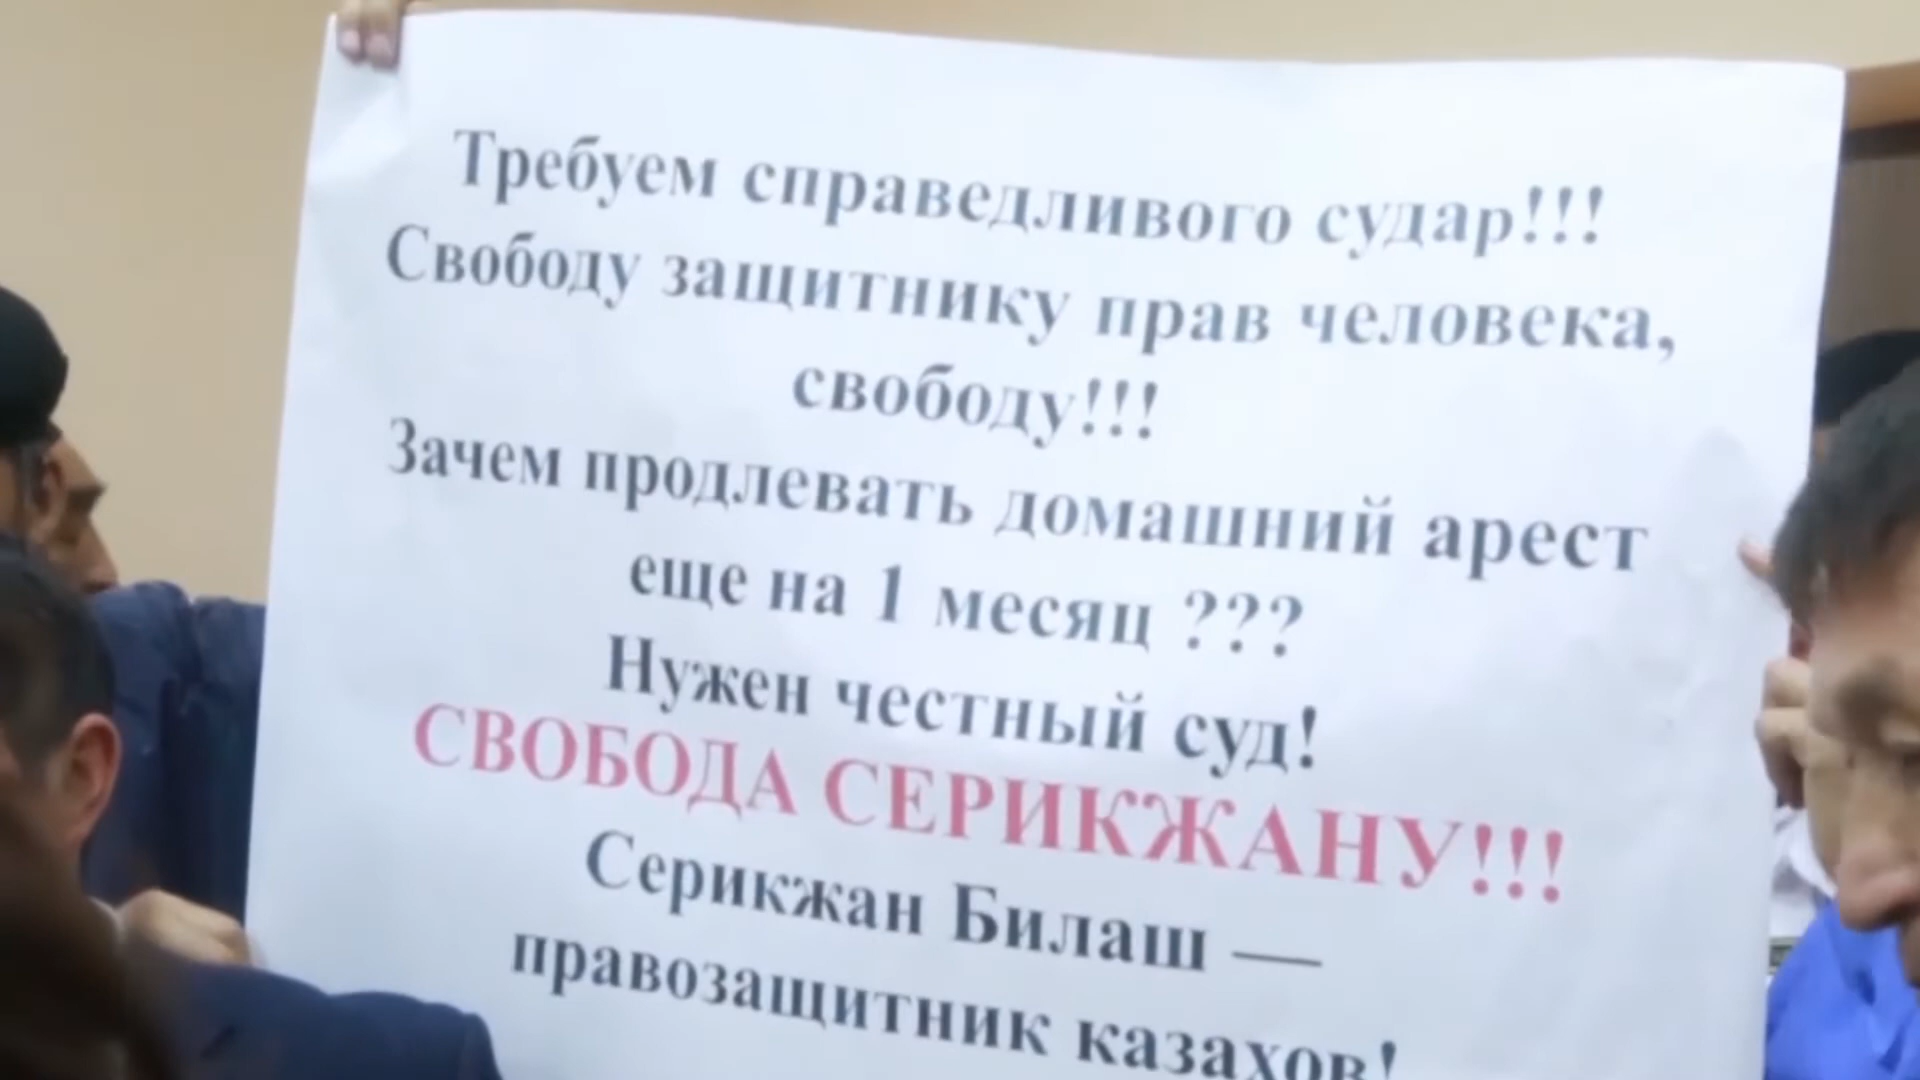 Требуем справедливого судар!!!
Свободу защитнику прав человека,
свободу!!!
Зачем продлевать домашний арест
еще на 1 месяц ???
Нужен честный суд!
СВОБОДА СЕРИКЖАНУ!!!
Серикжан Билаш —
правозащитник казахов!